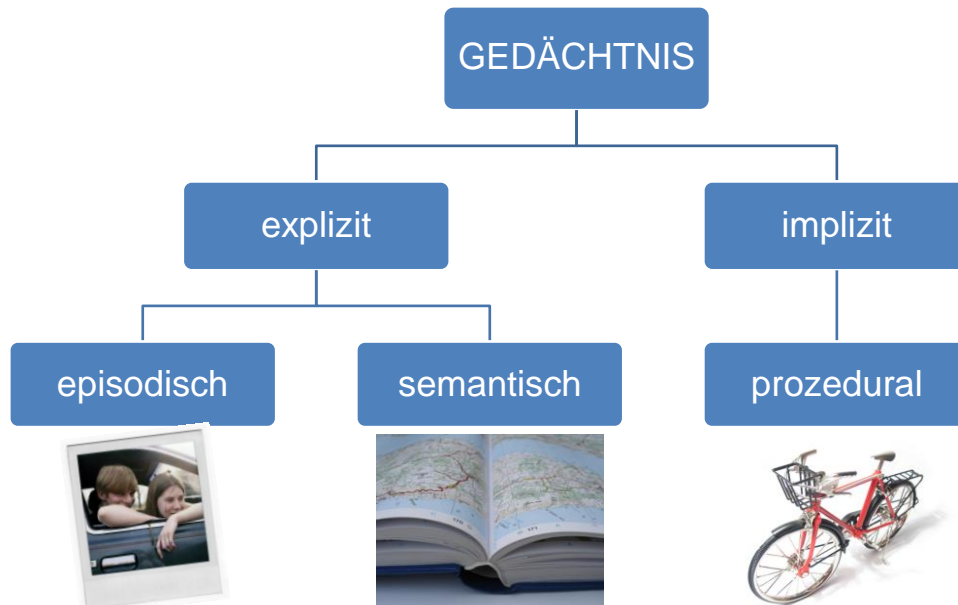 GEDÄCHTNIS
explizit
implizit
episodisch
semantisch
prozedural